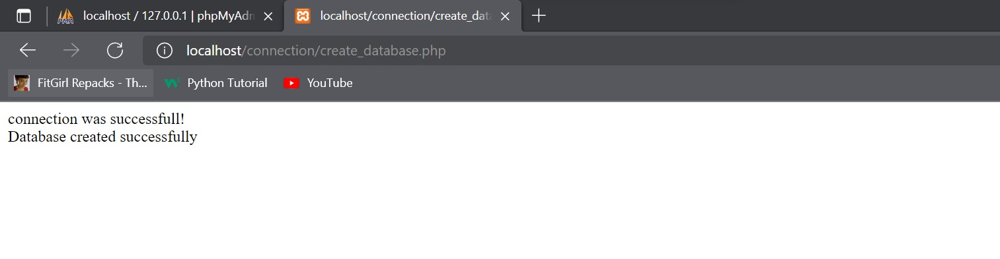 localhost / 127.0.0.1 | phpMyAdn
localhost/connection/create_data
localhost/connection/create_database.php
FitGirl Repacks - Th... Python Tutorial YouTube
connection was successfull!
Database created successfully